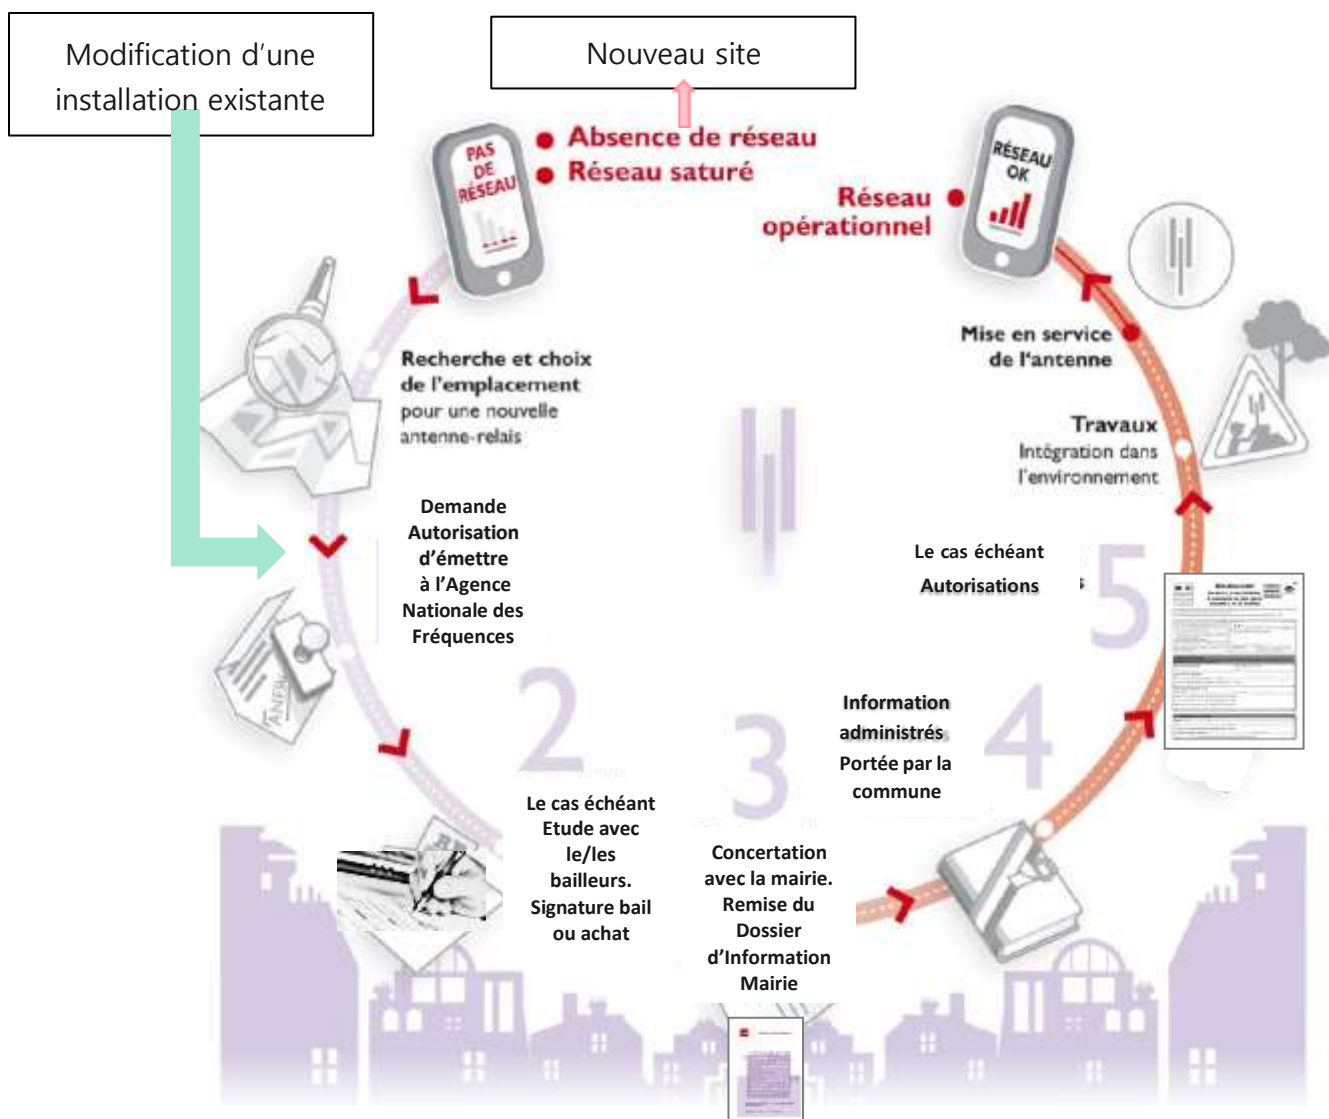 Modification d'une
installation existante
Nouveau site
PAS
DE
RÉSEAU
Absence de réseau
Réseau saturé
RÉSEAU
OK
Réseau
opérationnel
Recherche et choix
de l'emplacement
pour une nouvelle
antenne-relais
Mise en service
de l'antenne
Travaux
Intégration dans
l'environnement
Demande
Autorisation
d'émettre
à l'Agence
Nationale des
Fréquences
ANFR
Le cas échéant
Autorisations
5
2
Le cas échéant
Etude avec
le/les
bailleurs.
Signature bail
ou achat
3
Concertation
avec la mairie.
Remise du
Dossier
d'Information
Mairie
Information
administrés
Portée par la
commune
4